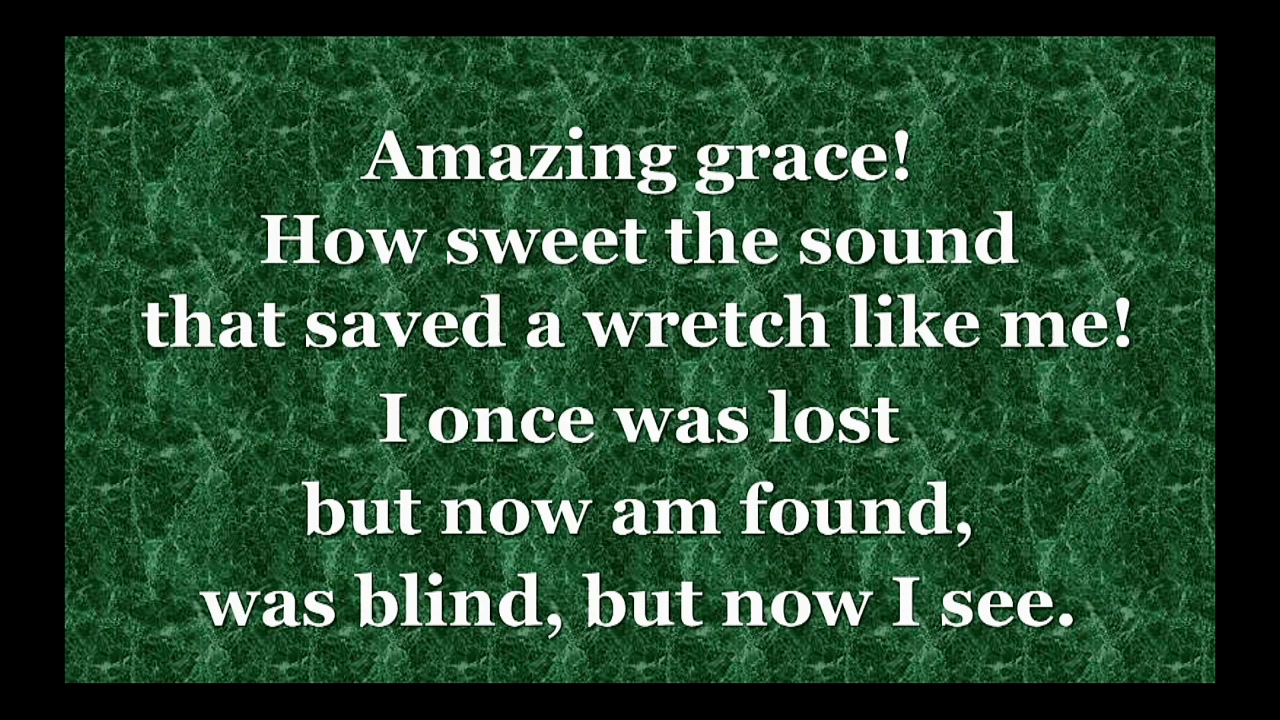 Amazing grace!
How sweet the sound
that saved a wretch like me!
I once was lost
but now am found,
was blind, but now I see.